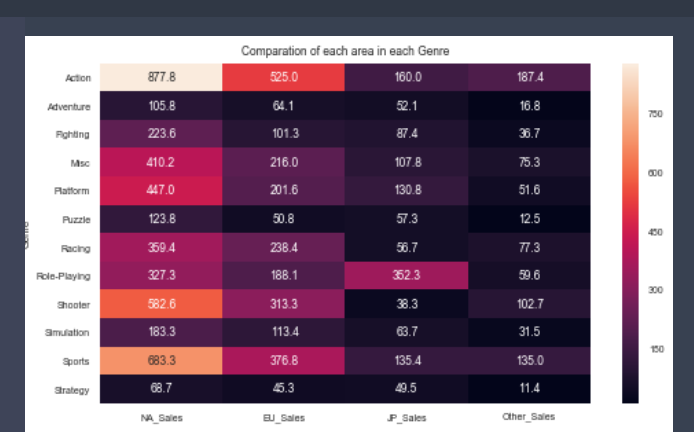 Comparation of each area in each Genre
Action 877.8 525.0 160.0 187.4
Adventure 105.8 64.1 52.1 16.8
750
Fighting 223.6 101.3 87.4 36.7
Misc 410.2 216.0 107.8 75.3
600
Platform 447.0 201.6 130.8 51.6
Puzzle 123.8 50.8 57.3 12.5
450
Genre
Racing 359.4 238.4 56.7 77.3
Role-Playing 327.3 188.1 352.3 59.6
300
Shooter 582.6 313.3 38.3 102.7
Simulation 183.3 113.4 63.7 31.5
150
Sports 683.3 376.8 135.4 135.0
Strategy 68.7 45.3 49.5 11.4
NA_Sales EU_Sales JP_Sales Other_Sales